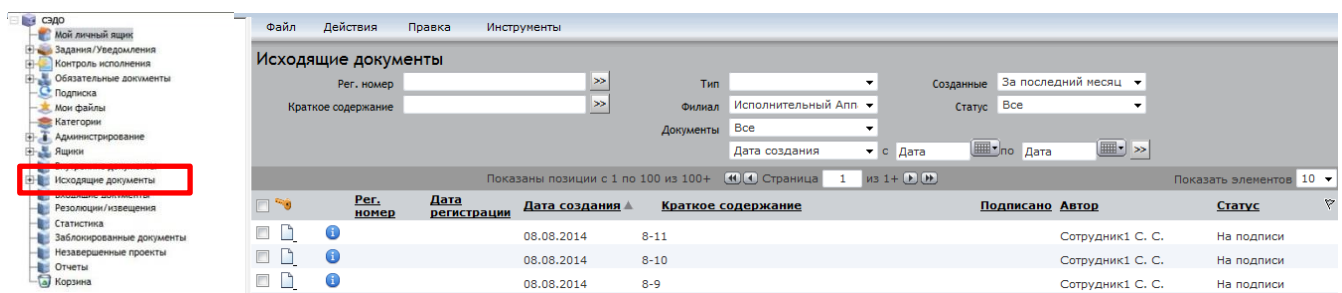 СЭДО
Мой личный ящик
Задания/Уведомления
Контроль исполнения
Обязательные документы
Подписка
Мои файлы
Категории
Администрирование
Ящики
Исходящие документы
Резолюции/извещения
Статистика
Заблокированные документы
Незавершенные проекты
Отчеты
Корзина
Файл Действия Правка Инструменты
Исходящие документы
Рег. номер >> Тип Созданные За последний месяц
Краткое содержание >> Филиал Исполнительный Апп Статус Все
Документы Все
Дата создания с Дата по Дата >>
Показаны позиции с 1 по 100 из 100+ Страница 1 из 1+ Показать элементов 10
Рег. номер Дата регистрации Дата создания Краткое содержание Подписано Автор Статус
08.08.2014 8-11 Сотрудник1 С. С. На подписи
08.08.2014 8-10 Сотрудник1 С. С. На подписи
08.08.2014 8-9 Сотрудник1 С. С. На подписи